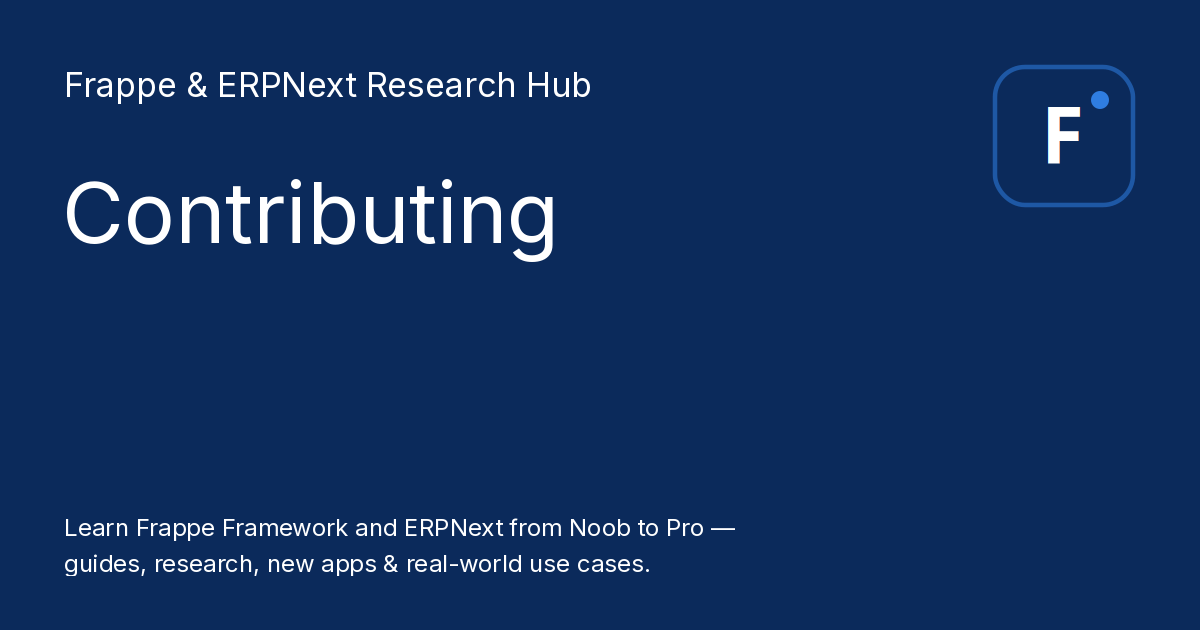 Frappe & ERPNext Research Hub
F
Contributing
Learn Frappe Framework and ERPNext from Noob to Pro —
guides, research, new apps & real-world use cases.